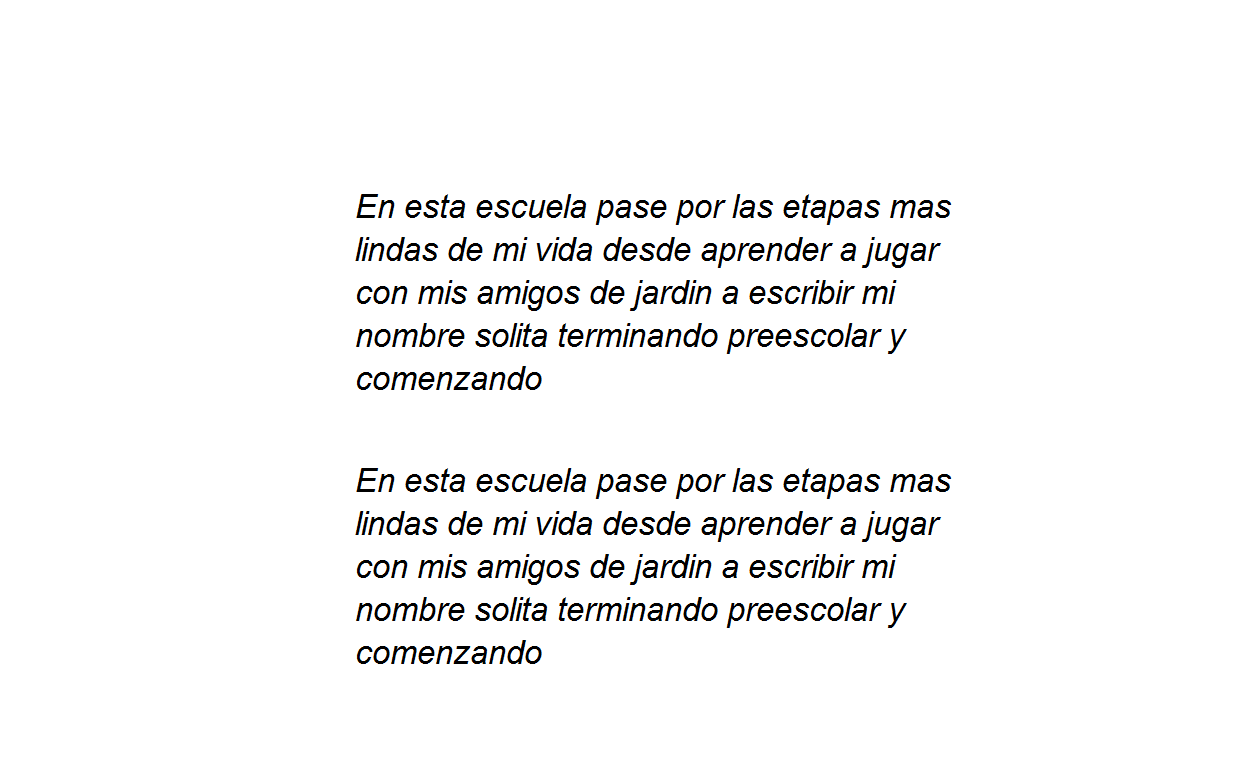 En esta escuela pase por las etapas mas
lindas de mi vida desde aprender a jugar
con mis amigos de jardin a escribir mi
nombre solita terminando preescolar y
comenzando
En esta escuela pase por las etapas mas
lindas de mi vida desde aprender a jugar
con mis amigos de jardin a escribir mi
nombre solita terminando preescolar y
comenzando